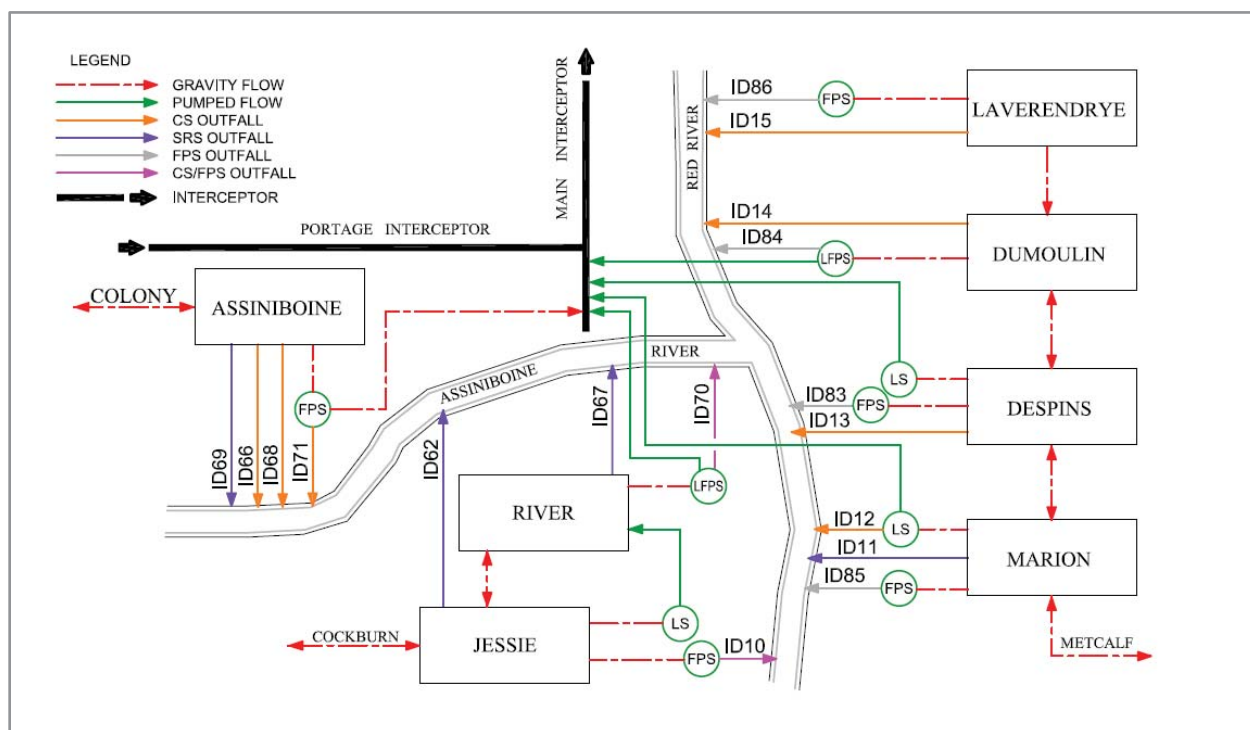 LEGEND
GRAVITY FLOW
PUMPED FLOW
CS OUTFALL
SRS OUTFALL
FPS OUTFALL
CS/FPS OUTFALL
INTERCEPTOR
MAIN INTERCEPTOR
PORTAGE INTERCEPTOR
RED RIVER
ID86
FPS
LAVERENDRYE
ID15
ID14
ID84
LFPS
DUMOULIN
COLONY
ASSINIBOINE
FPS
ID69
ID66
ID68
ID71
ASSINIBOINE
RIVER
ID62
ID67
ID70
LS
ID83
FPS
DESPINS
ID13
RIVER
LFPS
ID12
LS
ID11
MARION
ID85
FPS
COCKBURN
JESSIE
LS
FPS
ID10
METCALF